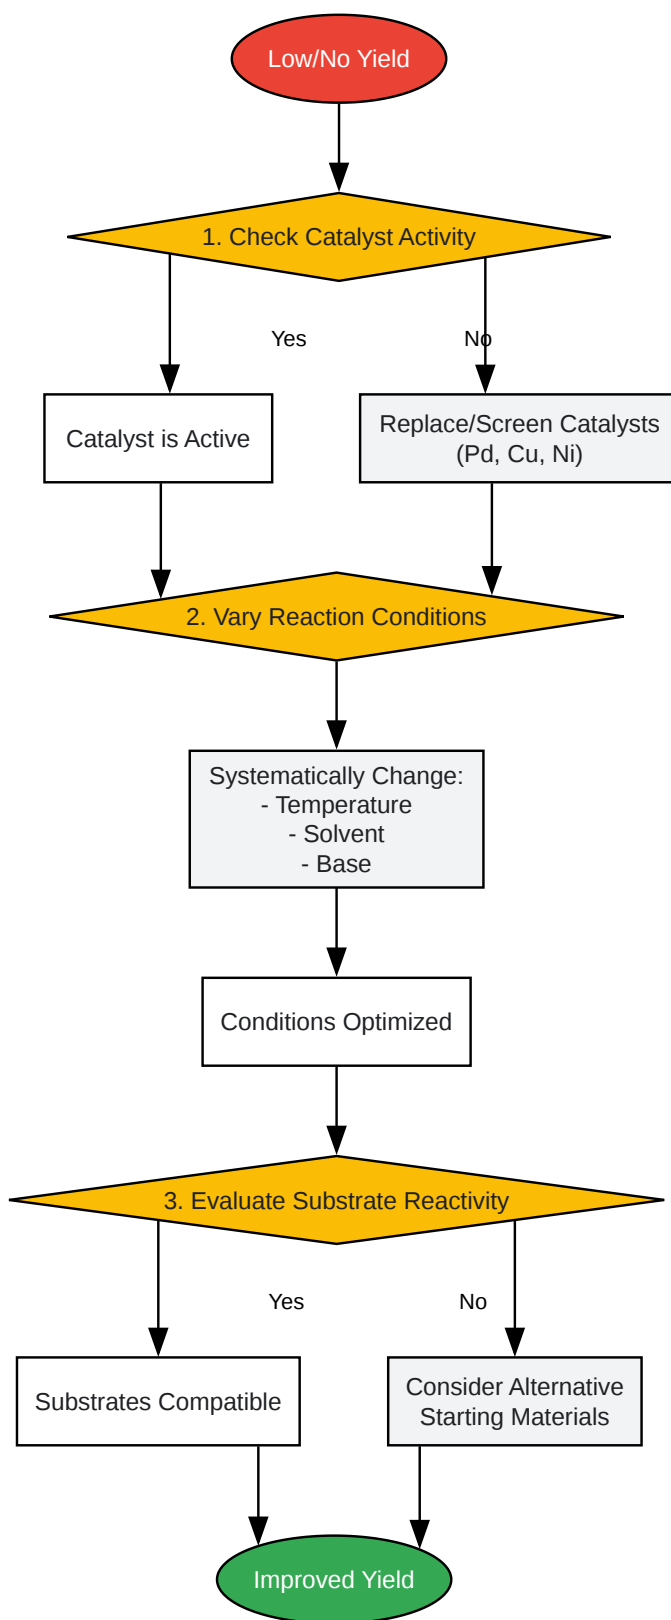 Low/No Yield
1. Check Catalyst Activity
Yes
No
Catalyst is Active
Replace/Screen Catalysts
(Pd, Cu, Ni)
2. Vary Reaction Conditions
Systematically Change:
- Temperature
- Solvent
- Base
Conditions Optimized
3. Evaluate Substrate Reactivity
Yes
No
Substrates Compatible
Consider Alternative
Starting Materials
Improved Yield